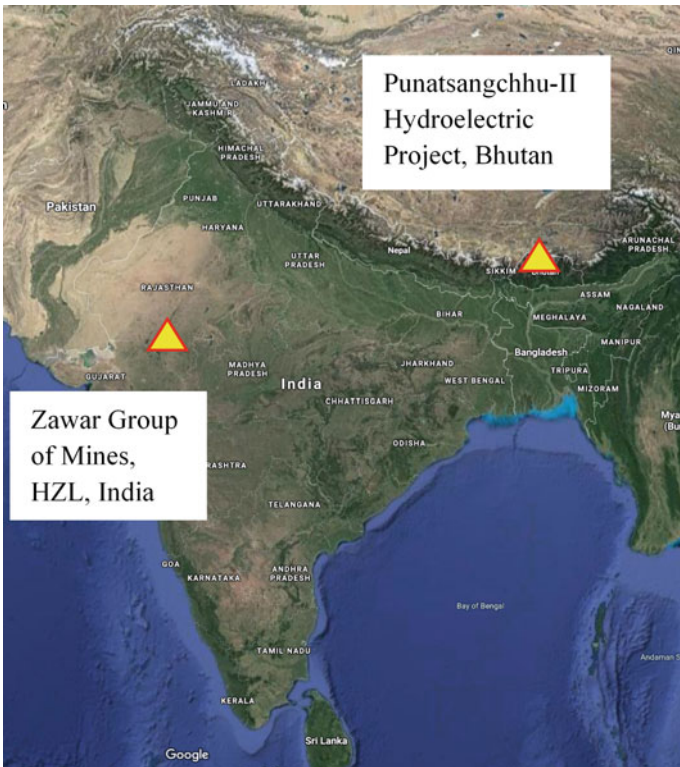 Punatsangchhu-II
Hydroelectric
Project, Bhutan
LADAKH
JAMMU AND
KASHMIR
HIMACHAL
PRADESH
Pakistan
PUNJAB
UTTARAKHAND
HARYANA
Nepal
ARUNACHAL
PRADESH
UTTAR
PRADESH
SIKKIM
Bhutan
RAJASTHAN
ASSAM
NAGALAND
BIHAR
MEGHALAYA
MANIPUR
Bangladesh
JHARKHAND
TRIPURA
MADHYA
PRADESH
GUJARAT
India
WEST BENGAL
MIZORAM
CHHATTISGARH
Mya
(Bu
Zawar Group
of Mines,
HZL, India
ODISHA
RASHTRA
TELANGANA
GOA
ANDHRA
PRADESH
KARNATAKA
Bay of Bengal
TAMIL NADU
Andaman S
KERALA
Sri Lanka
Google